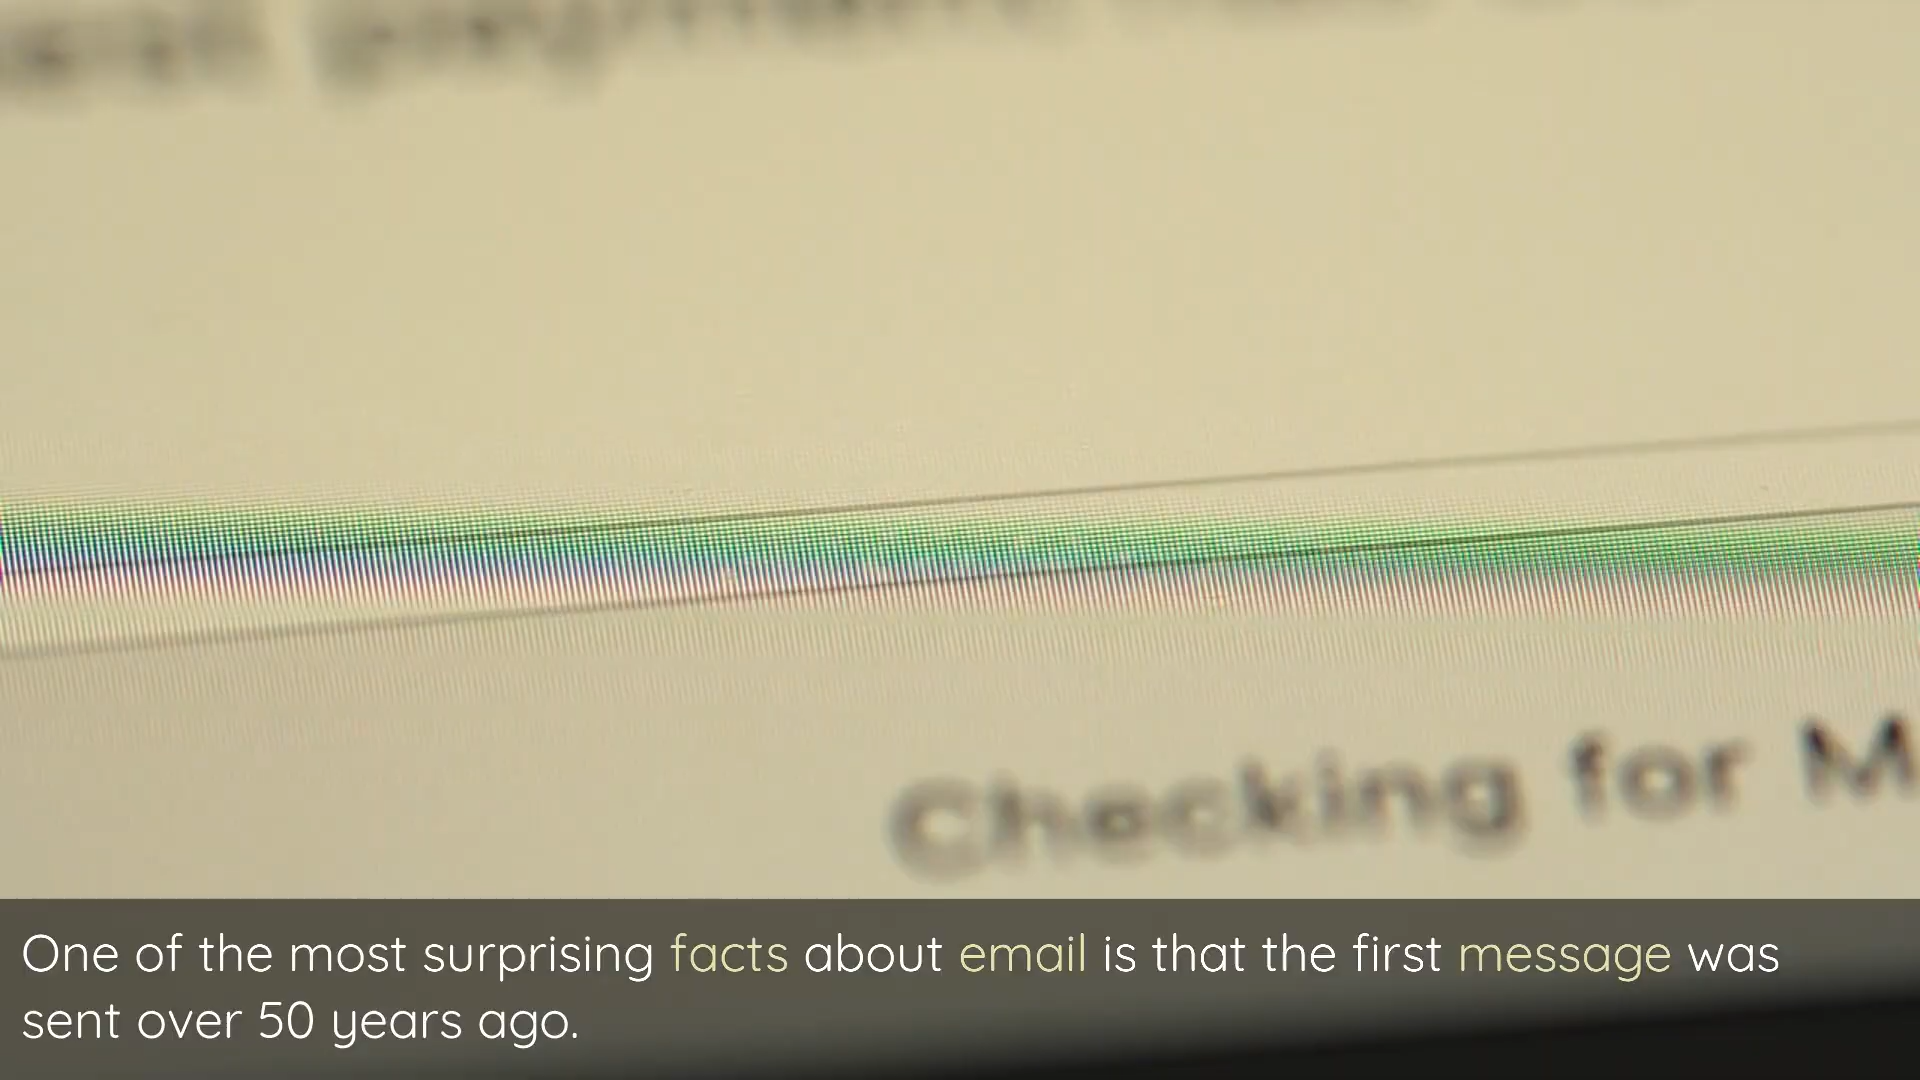 Checking for M
One of the most surprising facts about email is that the first message was
sent over 50 years ago.